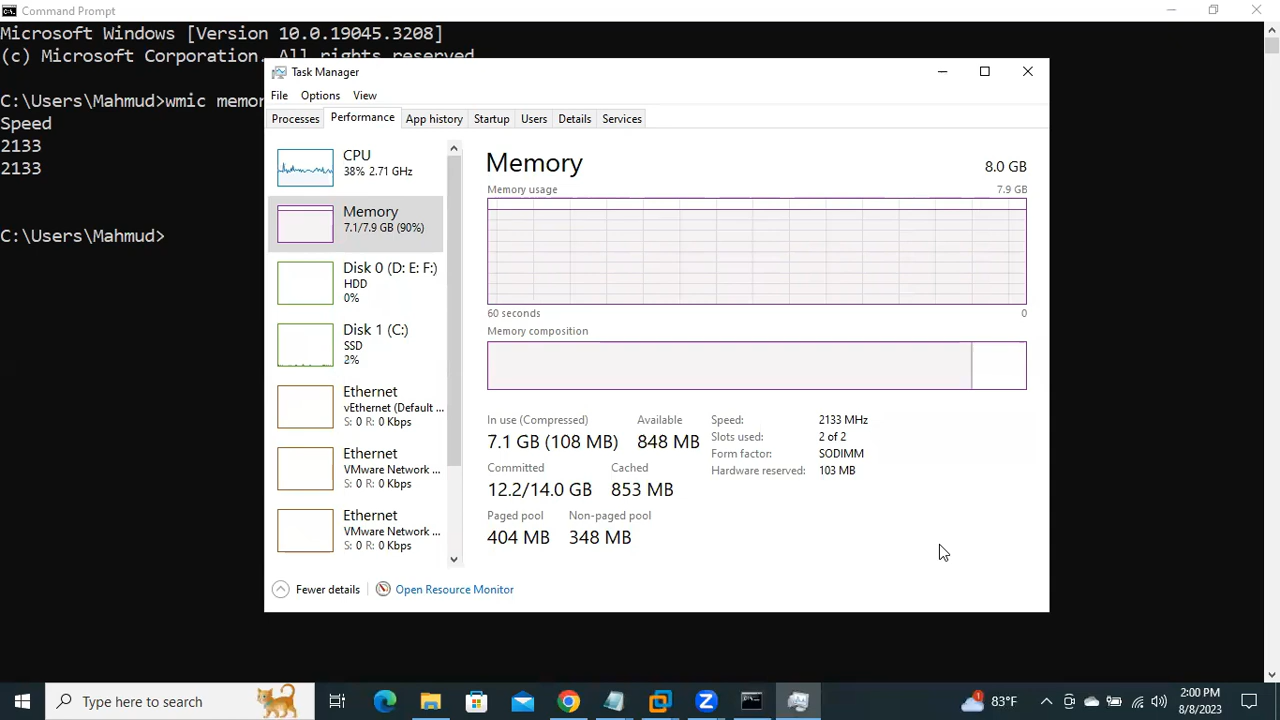 Command Prompt
Microsoft Windows [Version 10.0.19045.3208]
(c) Microsoft Corporation. All rights reserved
C:\Users\Mahmud>wmic memor
Speed
2133
2133
C:\Users\Mahmud>
Task Manager
File Options View
Processes Performance App history Startup Users Details Services
CPU
38% 2.71 GHz
Memory
7.1/7.9 GB (90%)
Disk 0 (D: E: F:)
HDD
0%
Disk 1 (C:)
SSD
2%
Ethernet
vEthernet (Default ...
S: 0 R: 0 Kbps
Ethernet
VMware Network ...
S: 0 R: 0 Kbps
Ethernet
VMware Network ...
S: 0 R: 0 Kbps
Memory 8.0 GB
Memory usage 7.9 GB
60 seconds 0
Memory composition
In use (Compressed) Available
7.1 GB (108 MB) 848 MB
Committed Cached
12.2/14.0 GB 853 MB
Paged pool Non-paged pool
404 MB 348 MB
Speed: 2133 MHz
Slots used: 2 of 2
Form factor: SODIMM
Hardware reserved: 103 MB
Fewer details Open Resource Monitor
Type here to search
1 83°F
2:00 PM
8/8/2023